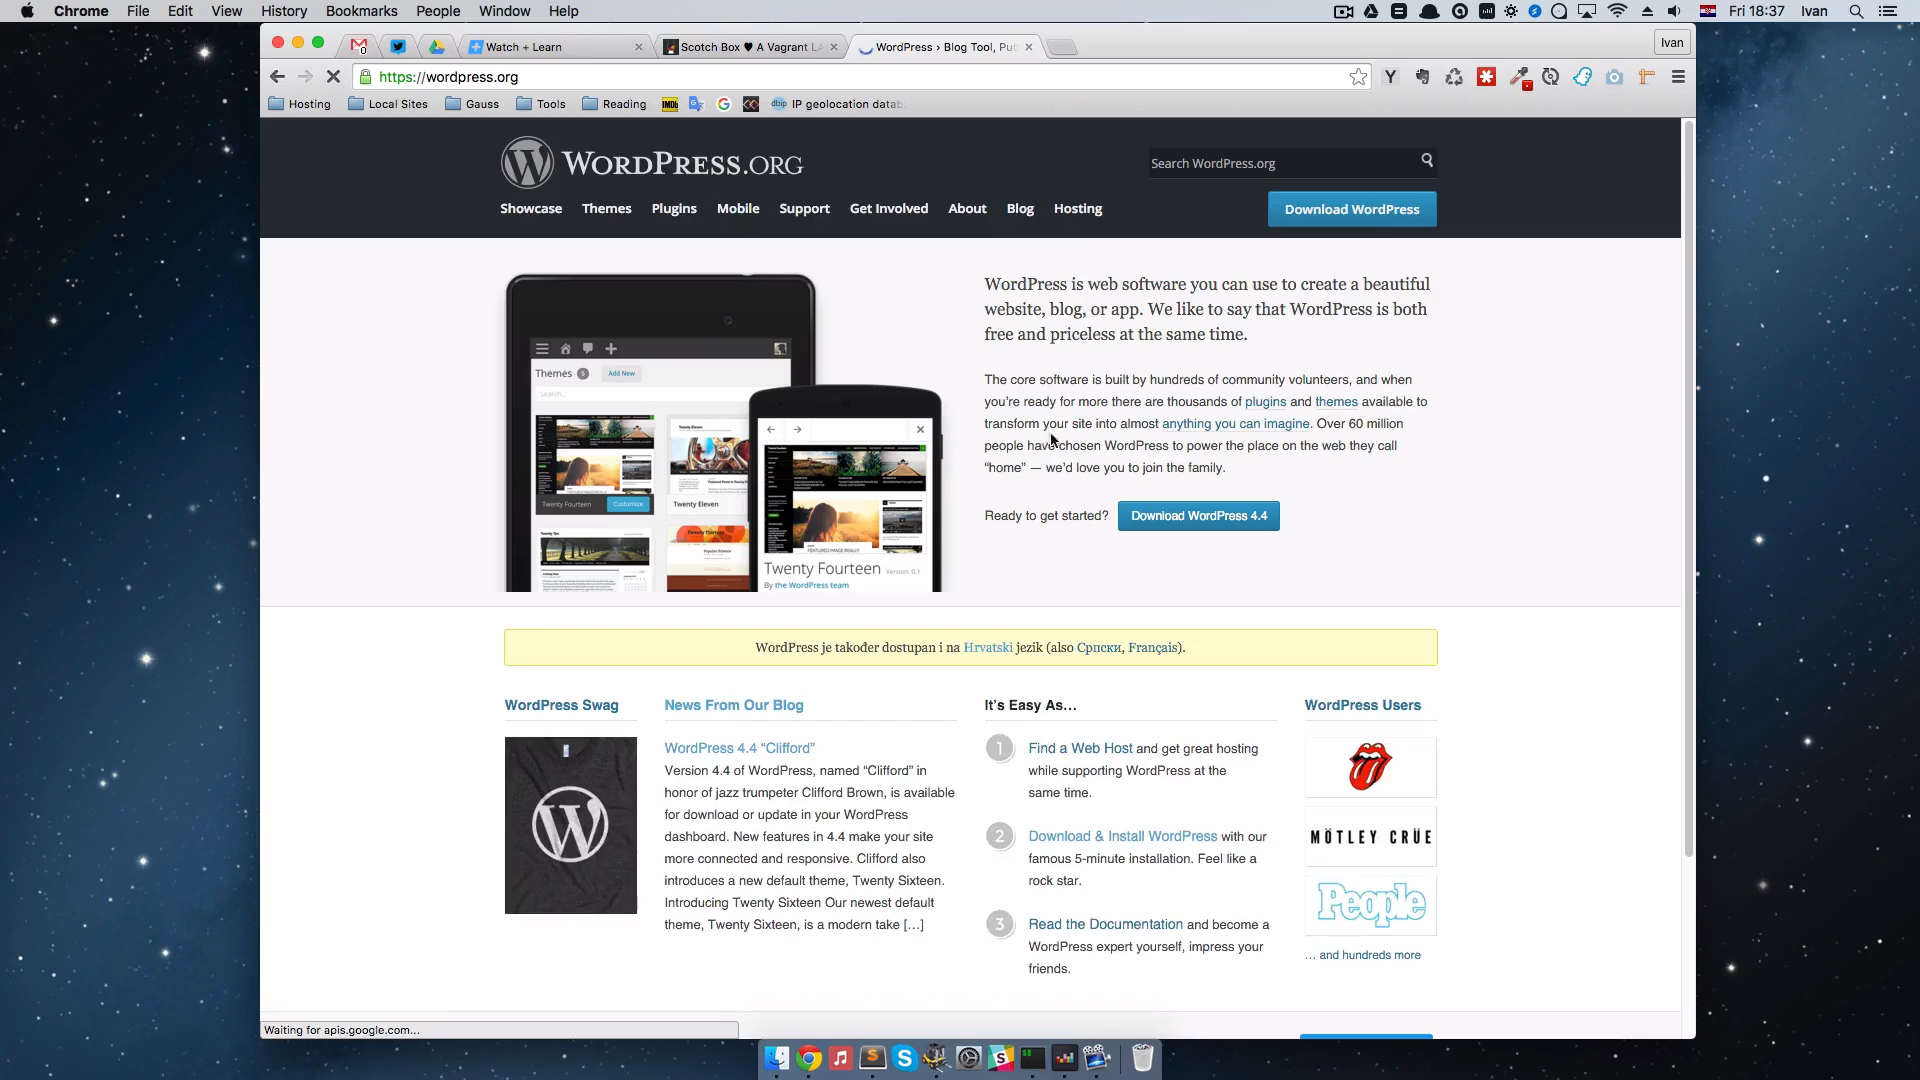 Chrome File Edit View History Bookmarks People Window Help
Fri 18:37 Ivan
Watch + Learn
Scotch Box ♥ A Vagrant LA
WordPress › Blog Tool, Pub
Ivan
https://wordpress.org
Hosting Local Sites Gauss Tools Reading IMDb dbip IP geolocation datab
WORDPRESS.ORG
Search WordPress.org
Showcase Themes Plugins Mobile Support Get Involved About Blog Hosting
Download WordPress
WordPress is web software you can use to create a beautiful
website, blog, or app. We like to say that WordPress is both
free and priceless at the same time.
The core software is built by hundreds of community volunteers, and when
you’re ready for more there are thousands of plugins and themes available to
transform your site into almost anything you can imagine. Over 60 million
people have chosen WordPress to power the place on the web they call
“home” — we’d love you to join the family.
Ready to get started? Download WordPress 4.4
Themes 5 Add New
Search...
Twenty Fourteen Customize
Twenty Eleven
Twenty Fourteen Version: 0.1
By the WordPress team
WordPress je također dostupan i na Hrvatski jezik (also Српски, Français).
WordPress Swag
News From Our Blog
WordPress 4.4 “Clifford”
Version 4.4 of WordPress, named “Clifford” in
honor of jazz trumpeter Clifford Brown, is available
for download or update in your WordPress
dashboard. New features in 4.4 make your site
more connected and responsive. Clifford also
introduces a new default theme, Twenty Sixteen.
Introducing Twenty Sixteen Our newest default
theme, Twenty Sixteen, is a modern take […]
It’s Easy As…
1 Find a Web Host and get great hosting
while supporting WordPress at the
same time.
2 Download & Install WordPress with our
famous 5-minute installation. Feel like a
rock star.
3 Read the Documentation and become a
WordPress expert yourself, impress your
friends.
WordPress Users
MÖTLEY CRÜE
People
… and hundreds more
Waiting for apis.google.com...